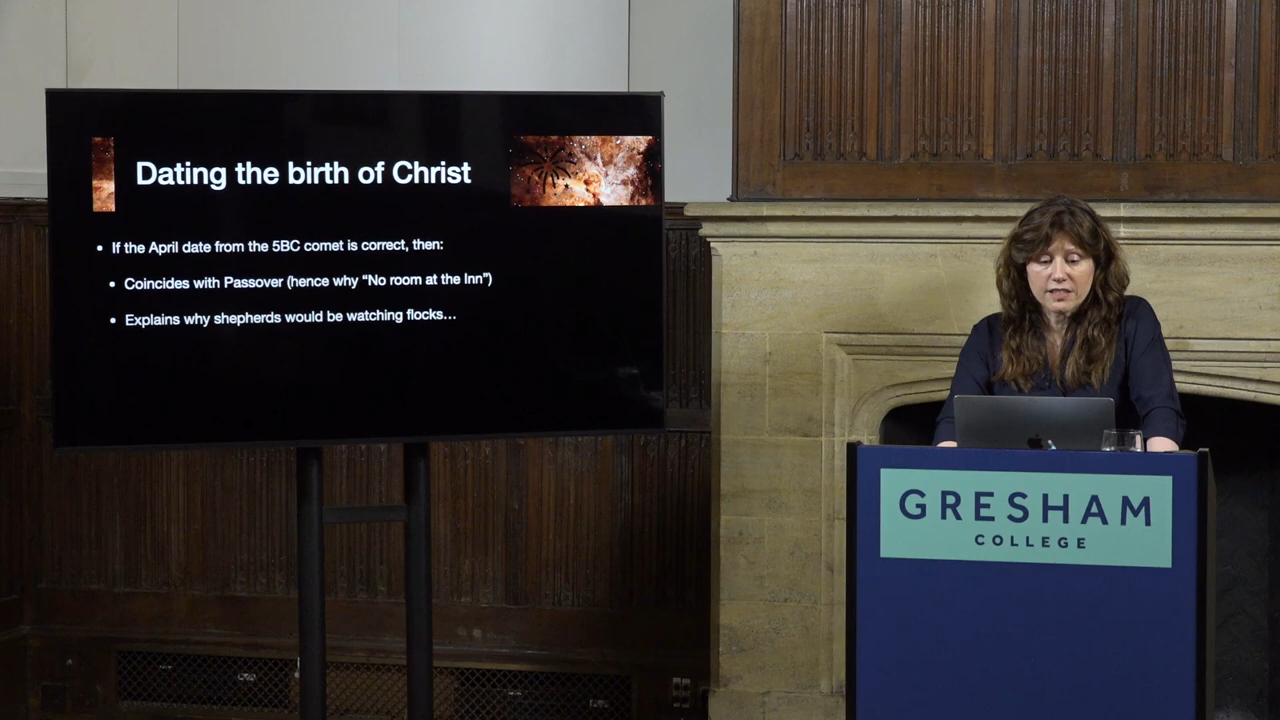 Dating the birth of Christ
• If the April date from the 5BC comet is correct, then:
• Coincides with Passover (hence why “No room at the Inn”)
• Explains why shepherds would be watching flocks…
GRESHAM
COLLEGE